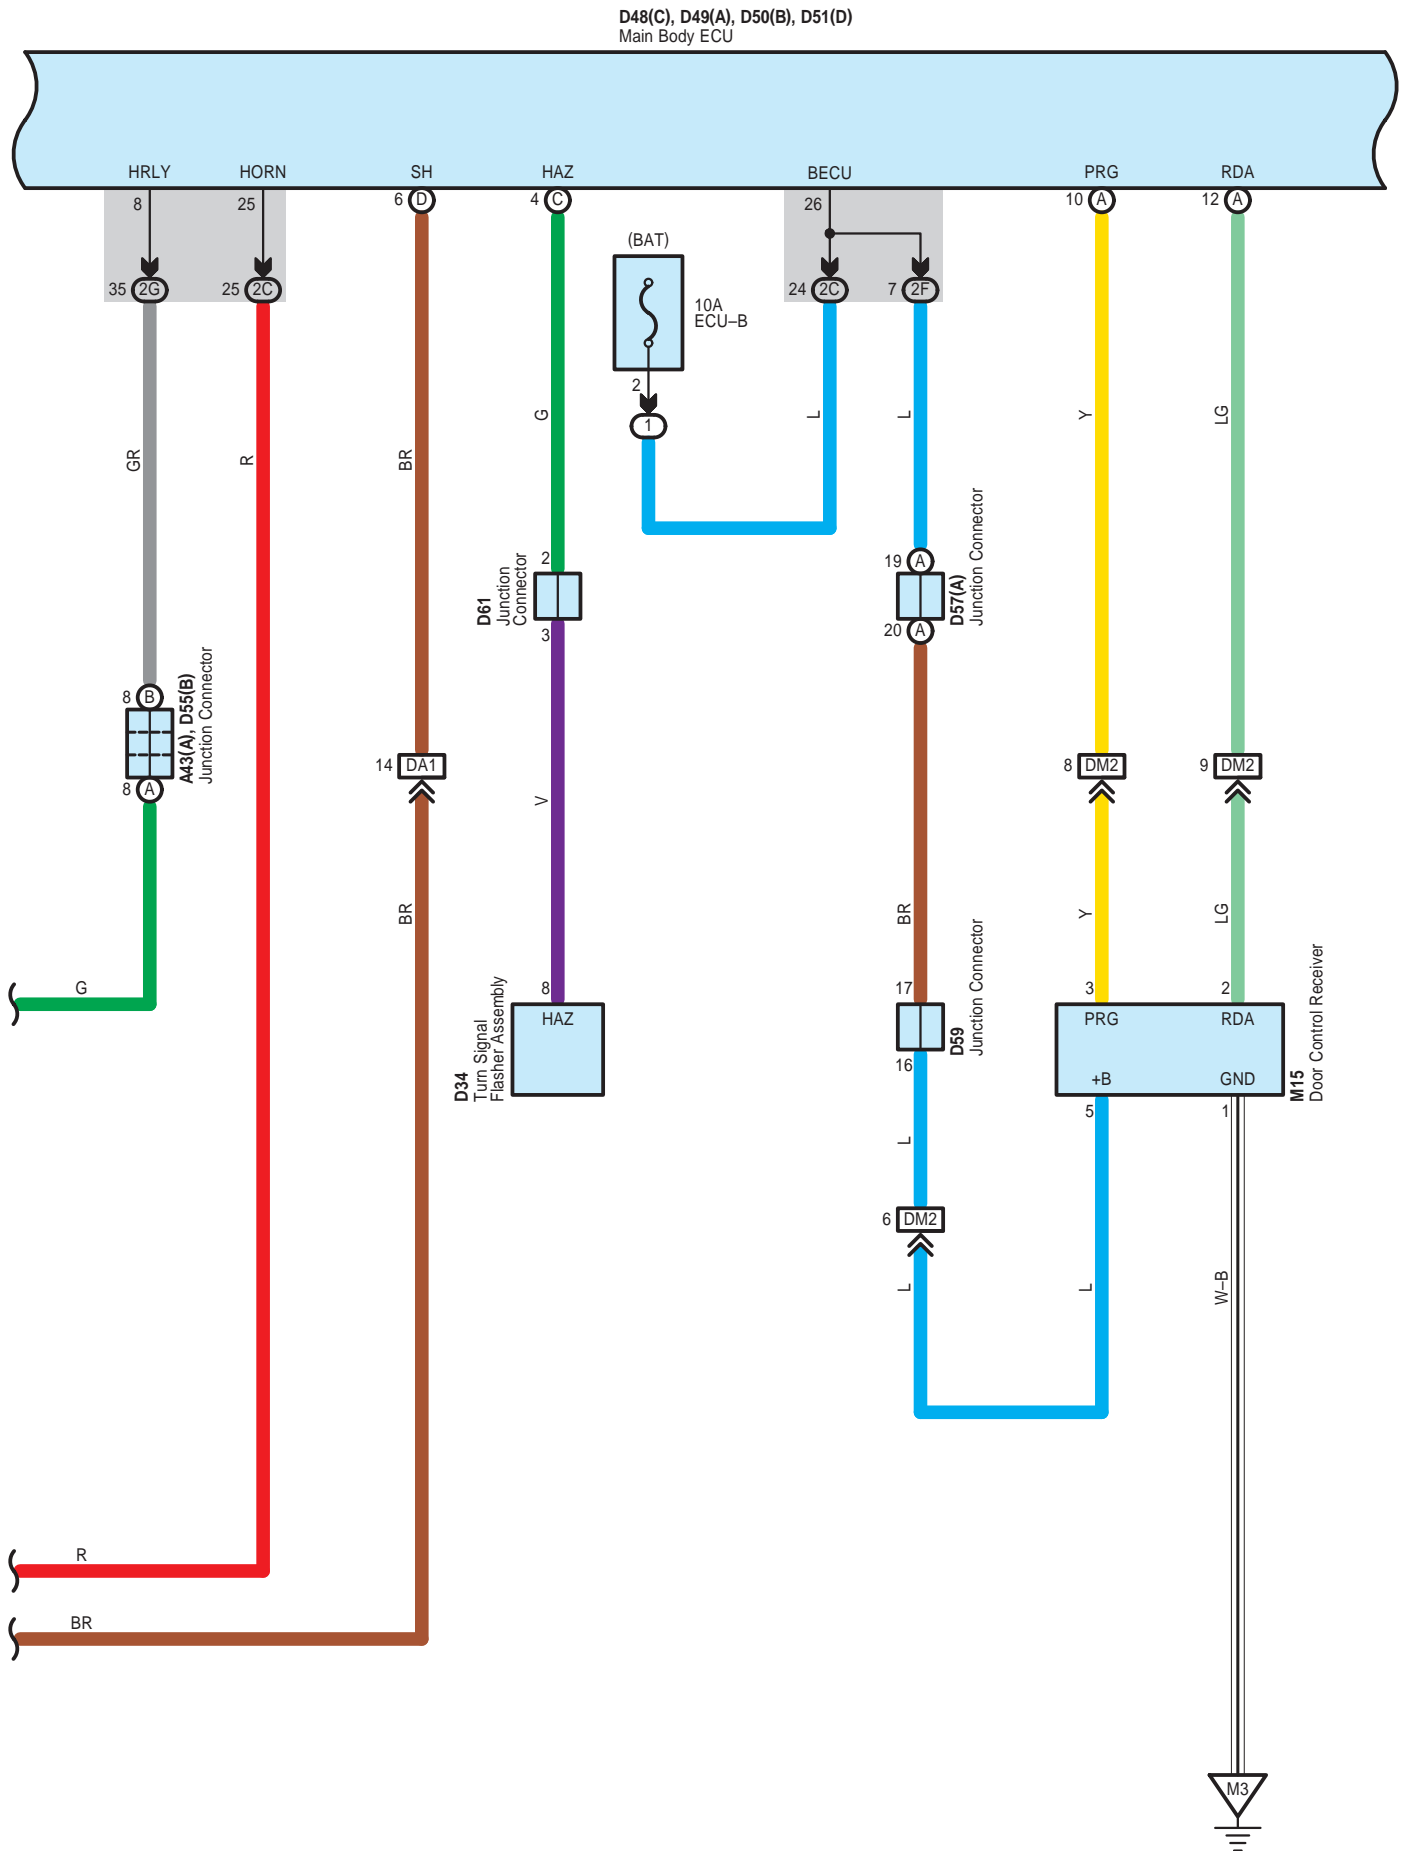 D48(C), D49(A), D50(B), D51(D)
Main Body ECU
HRLY
HORN
SH
HAZ
BECU
PRG
RDA
8
25
6 D
4 C
26
10 A
12 A
(BAT)
35 2G
25 2C
24 2C
7 2F
10A
ECU–B
2
1
GR
R
BR
G
L
L
Y
LG
2
D61
Junction
Connector
3
19 A
D57(A)
Junction Connector
20 A
8 B
A43(A), D55(B)
Junction Connector
8 A
14 DA1
8 DM2
9 DM2
V
BR
BR
Y
LG
G
8
HAZ
D34
Turn Signal
Flasher Assembly
17
D59
Junction Connector
16
3
2
PRG
RDA
+B
GND
M15
Door Control Receiver
5
1
L
6 DM2
L
L
W–B
R
BR
M3